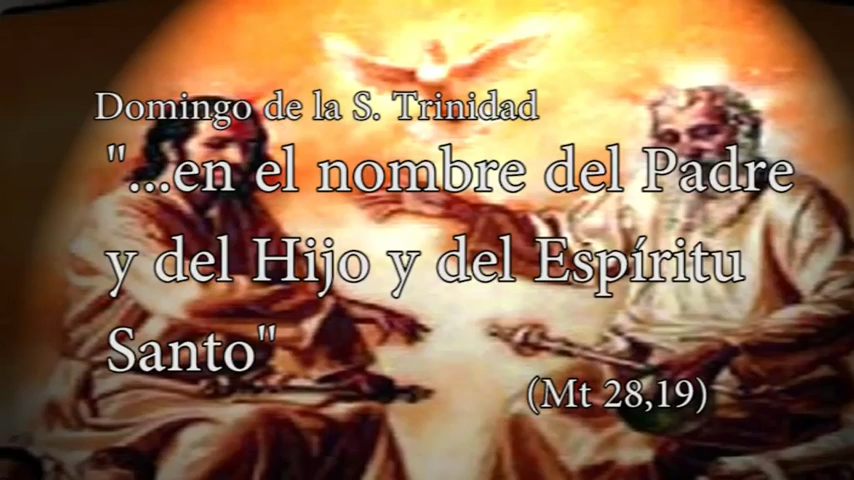 Domingo de la S. Trinidad
"...en el nombre del Padre
y del Hijo y del Espíritu
Santo"
(Mt 28,19)